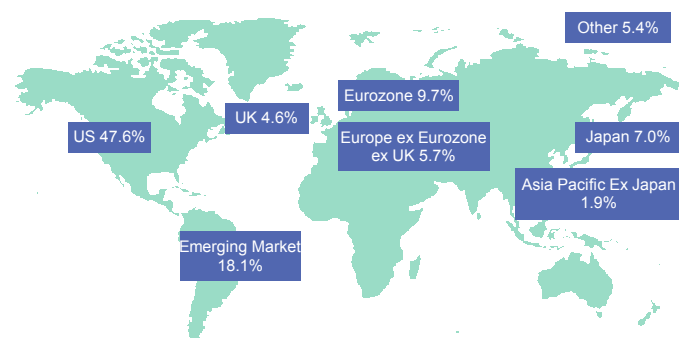 Other 5.4%
Eurozone 9.7%
UK 4.6%
US 47.6%
Europe ex Eurozone
ex UK 5.7%
Japan 7.0%
Asia Pacific Ex Japan
1.9%
Emerging Market
18.1%